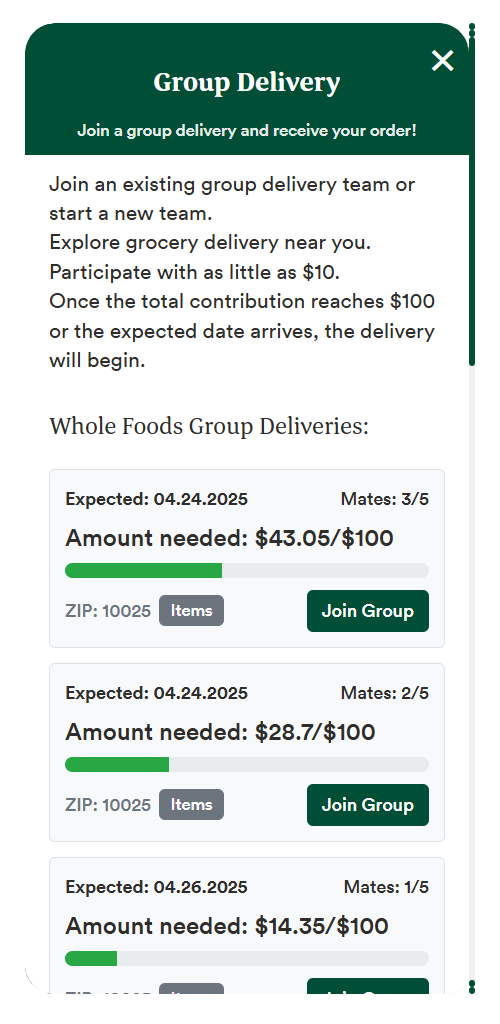 Group Delivery
Join a group delivery and receive your order!
Join an existing group delivery team or
start a new team.
Explore grocery delivery near you.
Participate with as little as $10.
Once the total contribution reaches $100
or the expected date arrives, the delivery
will begin.
Whole Foods Group Deliveries:
Expected: 04.24.2025 Mates: 3/5
Amount needed: $43.05/$100
ZIP: 10025 Items Join Group
Expected: 04.24.2025 Mates: 2/5
Amount needed: $28.7/$100
ZIP: 10025 Items Join Group
Expected: 04.26.2025 Mates: 1/5
Amount needed: $14.35/$100